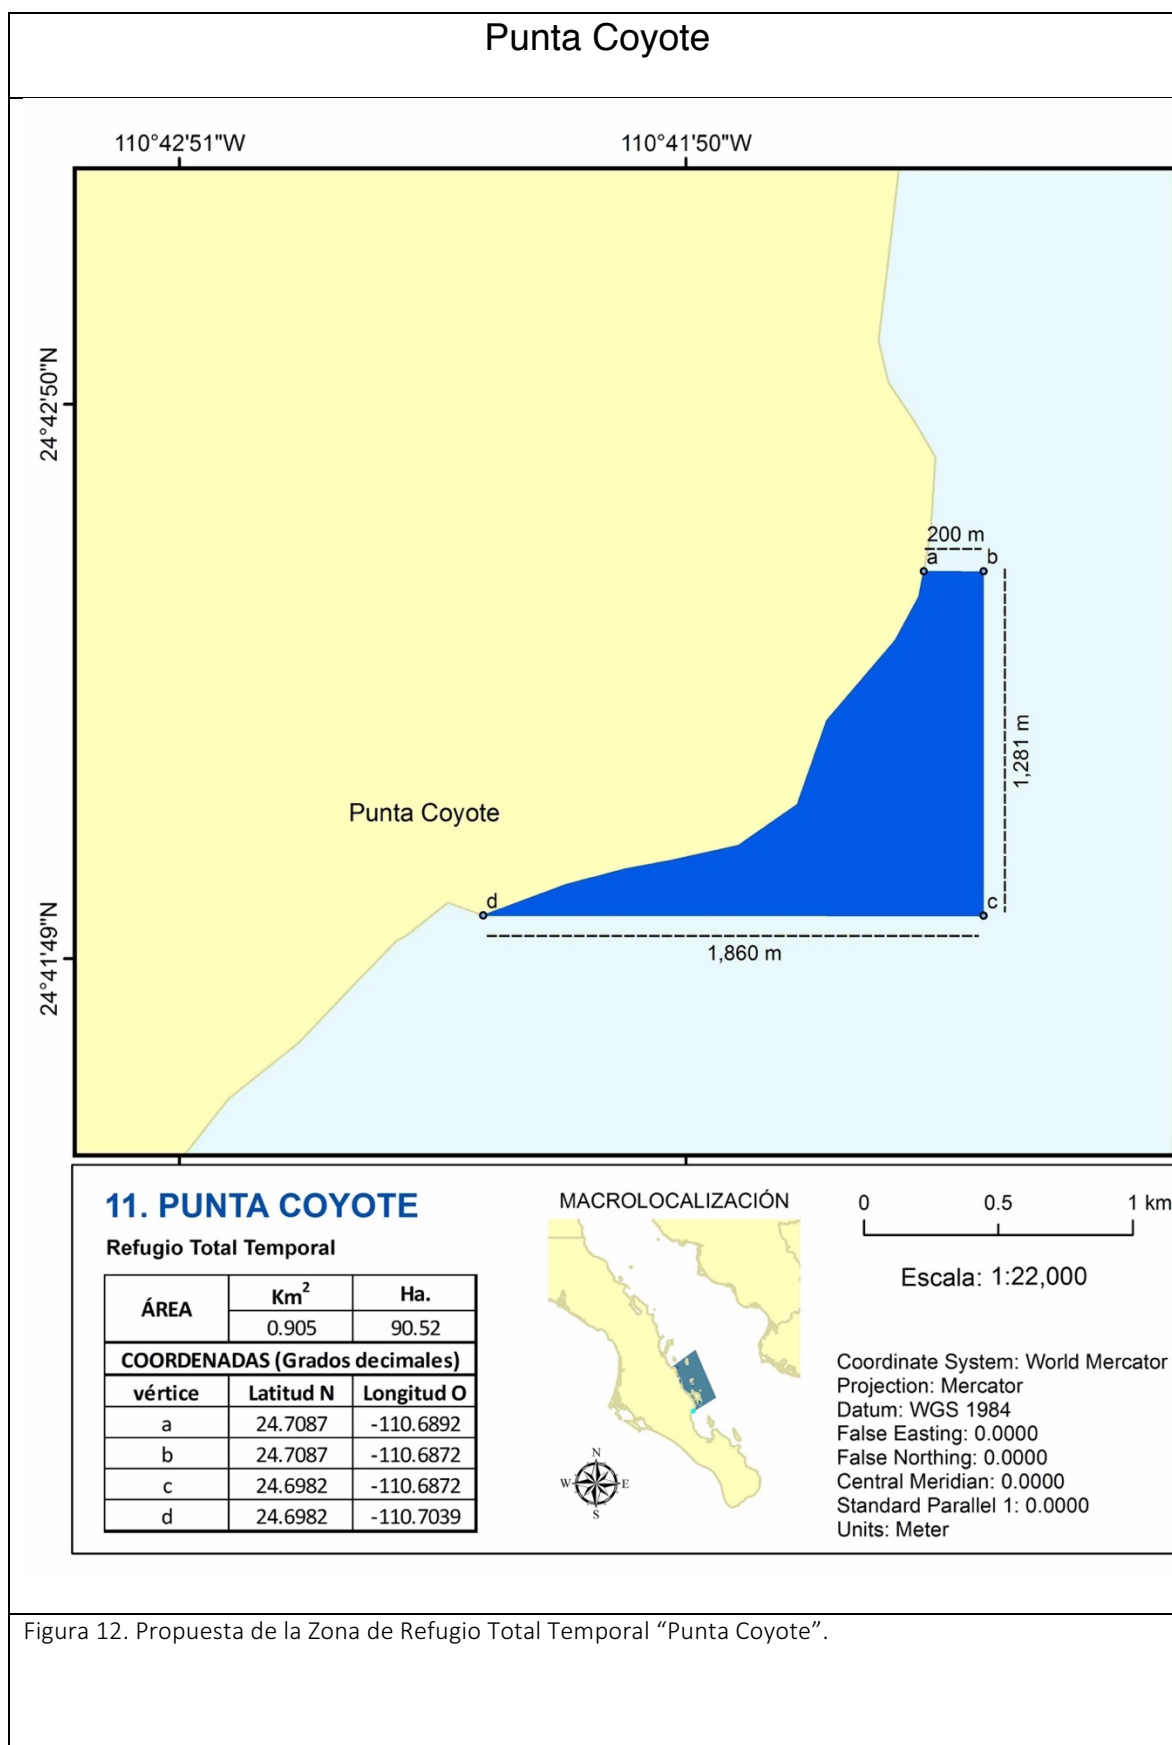 Punta Coyote
110°42'51"W
110°41'50"W
24°42'50"N
200 m
a
b
1,281 m
Punta Coyote
d
c
24°41'49"N
1,860 m
11. PUNTA COYOTE
Refugio Total Temporal
ÁREA
Km² Ha.
0.905 90.52
COORDENADAS (Grados decimales)
vértice Latitud N Longitud O
a 24.7087 -110.6892
b 24.7087 -110.6872
c 24.6982 -110.6872
d 24.6982 -110.7039
MACROLOCALIZACIÓN
N
W E
S
0 0.5 1 km
Escala: 1:22,000
Coordinate System: World Mercator
Projection: Mercator
Datum: WGS 1984
False Easting: 0.0000
False Northing: 0.0000
Central Meridian: 0.0000
Standard Parallel 1: 0.0000
Units: Meter
Figura 12. Propuesta de la Zona de Refugio Total Temporal “Punta Coyote”.